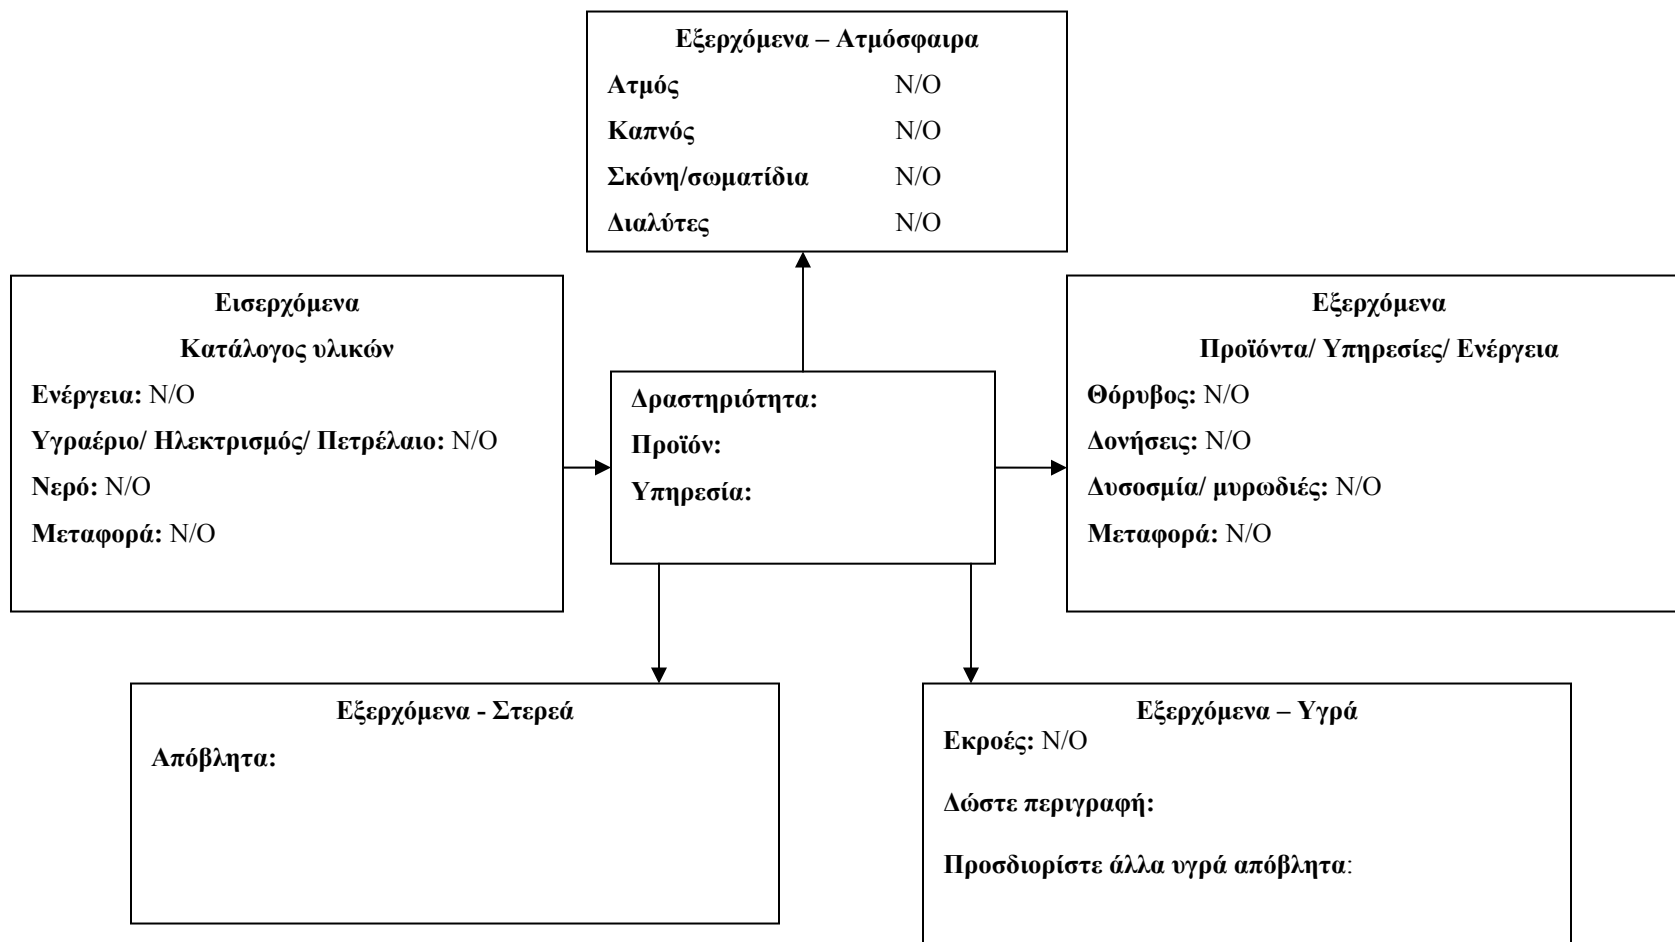 Εξερχόμενα – Ατμόσφαιρα
Ατμός Ν/Ο
Καπνός Ν/Ο
Σκόνη/σωματίδια Ν/Ο
Διαλύτες Ν/Ο
Εισερχόμενα
Κατάλογος υλικών
Ενέργεια: Ν/Ο
Υγραέριο/ Ηλεκτρισμός/ Πετρέλαιο: Ν/Ο
Νερό: Ν/Ο
Μεταφορά: Ν/Ο
Δραστηριότητα:
Προϊόν:
Υπηρεσία:
Εξερχόμενα
Προϊόντα/ Υπηρεσίες/ Ενέργεια
Θόρυβος: Ν/Ο
Δονήσεις: Ν/Ο
Δυσοσμία/ μυρωδιές: Ν/Ο
Μεταφορά: Ν/Ο
Εξερχόμενα - Στερεά
Απόβλητα:
Εξερχόμενα – Υγρά
Εκροές: Ν/Ο
Δώστε περιγραφή:
Προσδιορίστε άλλα υγρά απόβλητα: